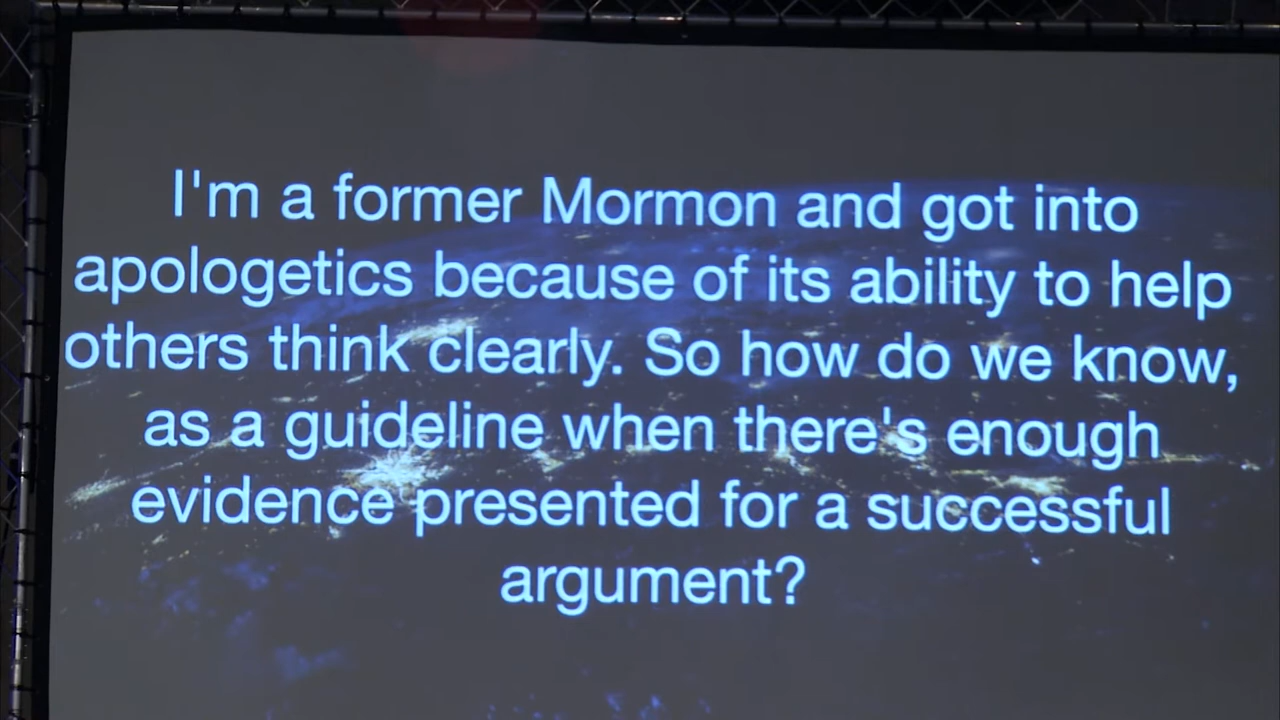 I'm a former Mormon and got into
apologetics because of its ability to help
others think clearly. So how do we know,
as a guideline when there's enough
evidence presented for a successful
argument?